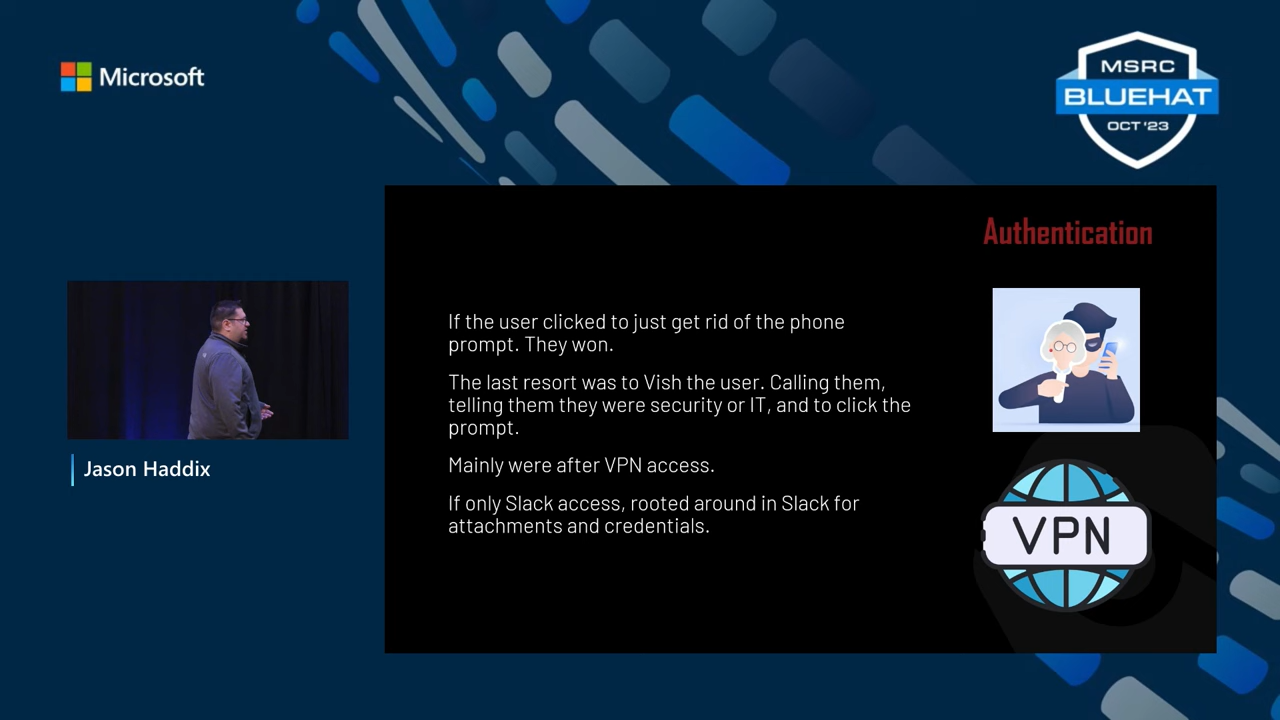 Microsoft
MSRC
BLUEHAT
OCT '23
Authentication
If the user clicked to just get rid of the phone
prompt. They won.
The last resort was to Vish the user. Calling them,
telling them they were security or IT, and to click the
prompt.
Mainly were after VPN access.
If only Slack access, rooted around in Slack for
attachments and credentials.
VPN
Jason Haddix